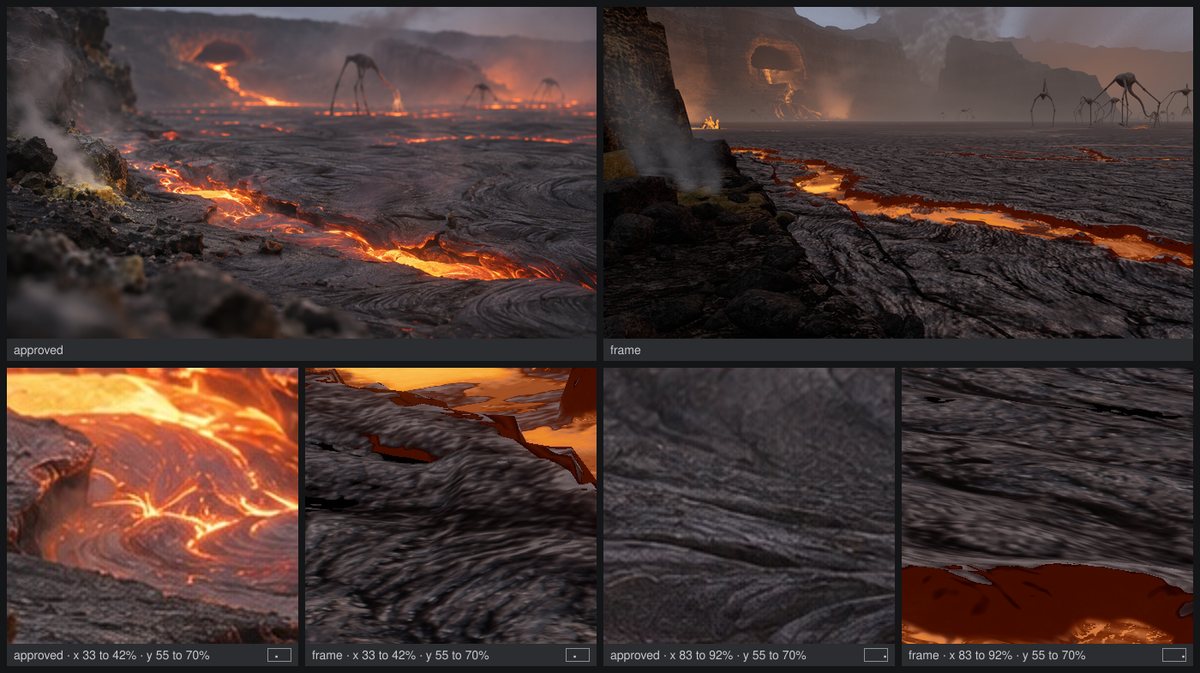 approved
frame
approved · x 33 to 42% · y 55 to 70%
frame · x 33 to 42% · y 55 to 70%
approved · x 83 to 92% · y 55 to 70%
frame · x 83 to 92% · y 55 to 70%